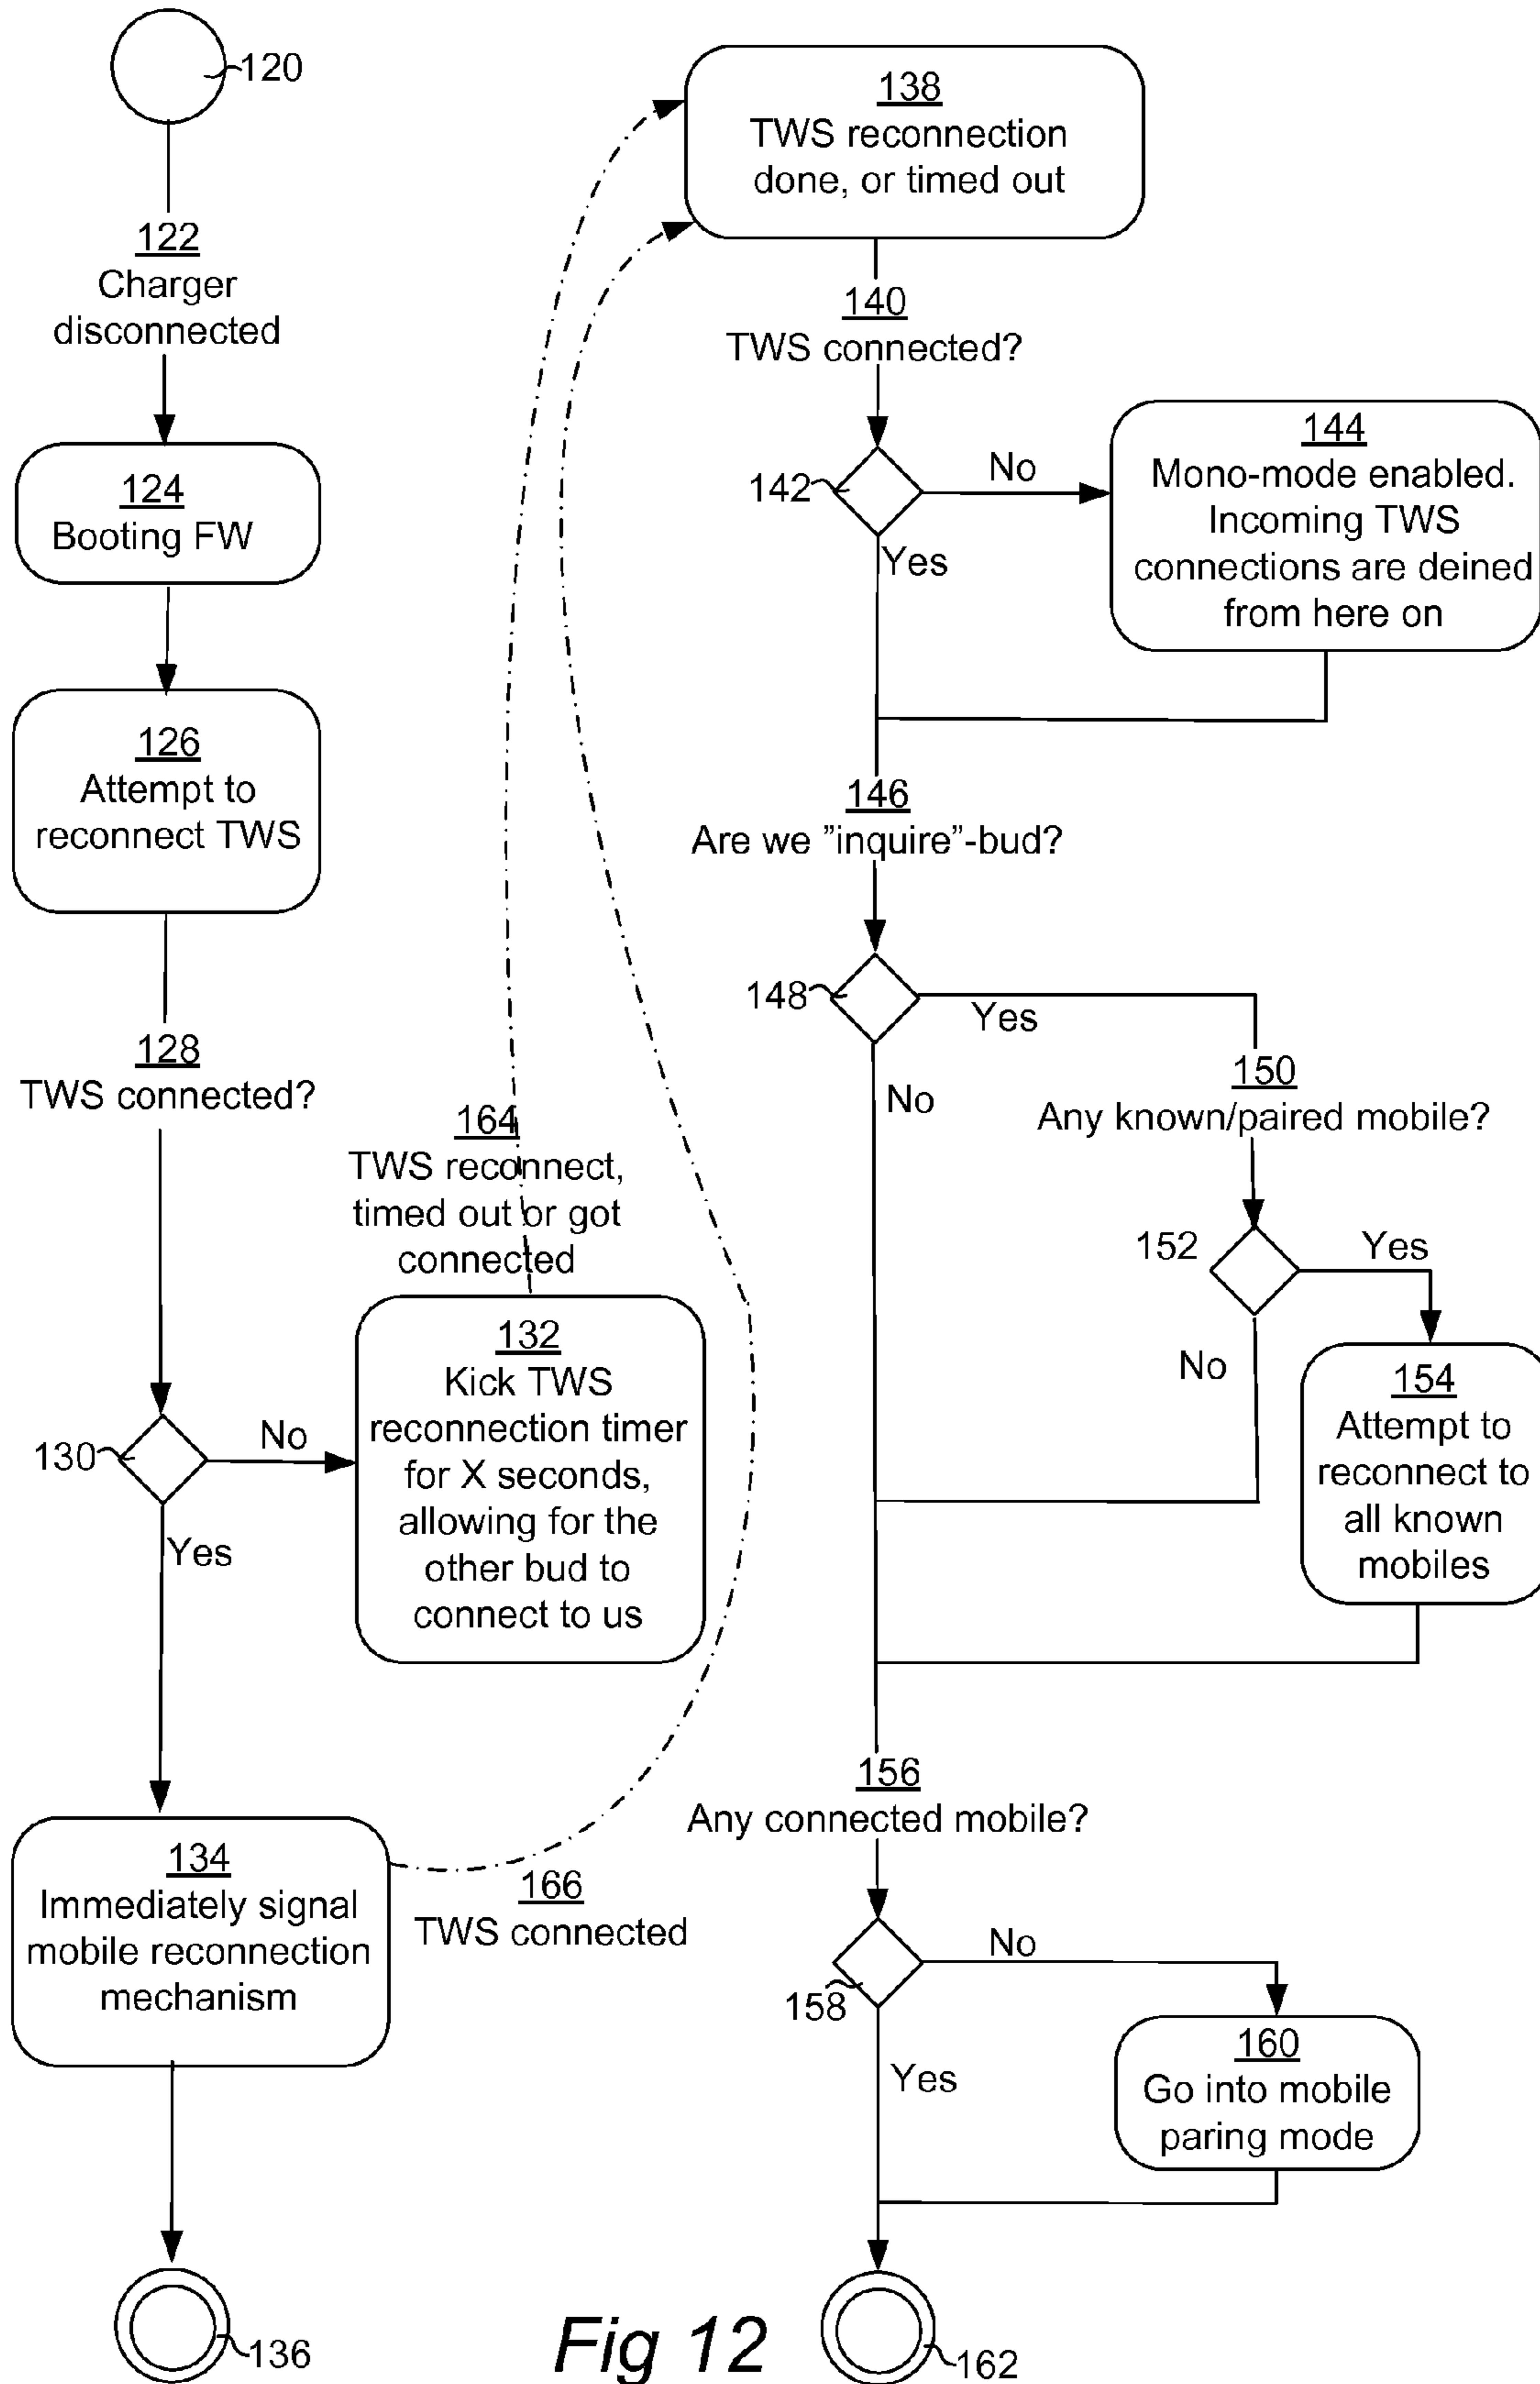 120
122
Charger
disconnected
124
Booting FW
126
Attempt to
reconnect TWS
128
TWS connected?
130
No
Yes
132
Kick TWS
reconnection timer
for X seconds,
allowing for the
other bud to
connect to us
164
TWS reconnect,
timed out or got
connected
134
Immediately signal
mobile reconnection
mechanism
166
TWS connected
136
138
TWS reconnection
done, or timed out
140
TWS connected?
142
No
Yes
144
Mono-mode enabled.
Incoming TWS
connections are deined
from here on
146
Are we ”inquire”-bud?
148
Yes
No
150
Any known/paired mobile?
152
Yes
No
154
Attempt to
reconnect to
all known
mobiles
156
Any connected mobile?
158
No
Yes
160
Go into mobile
paring mode
162
Fig 12